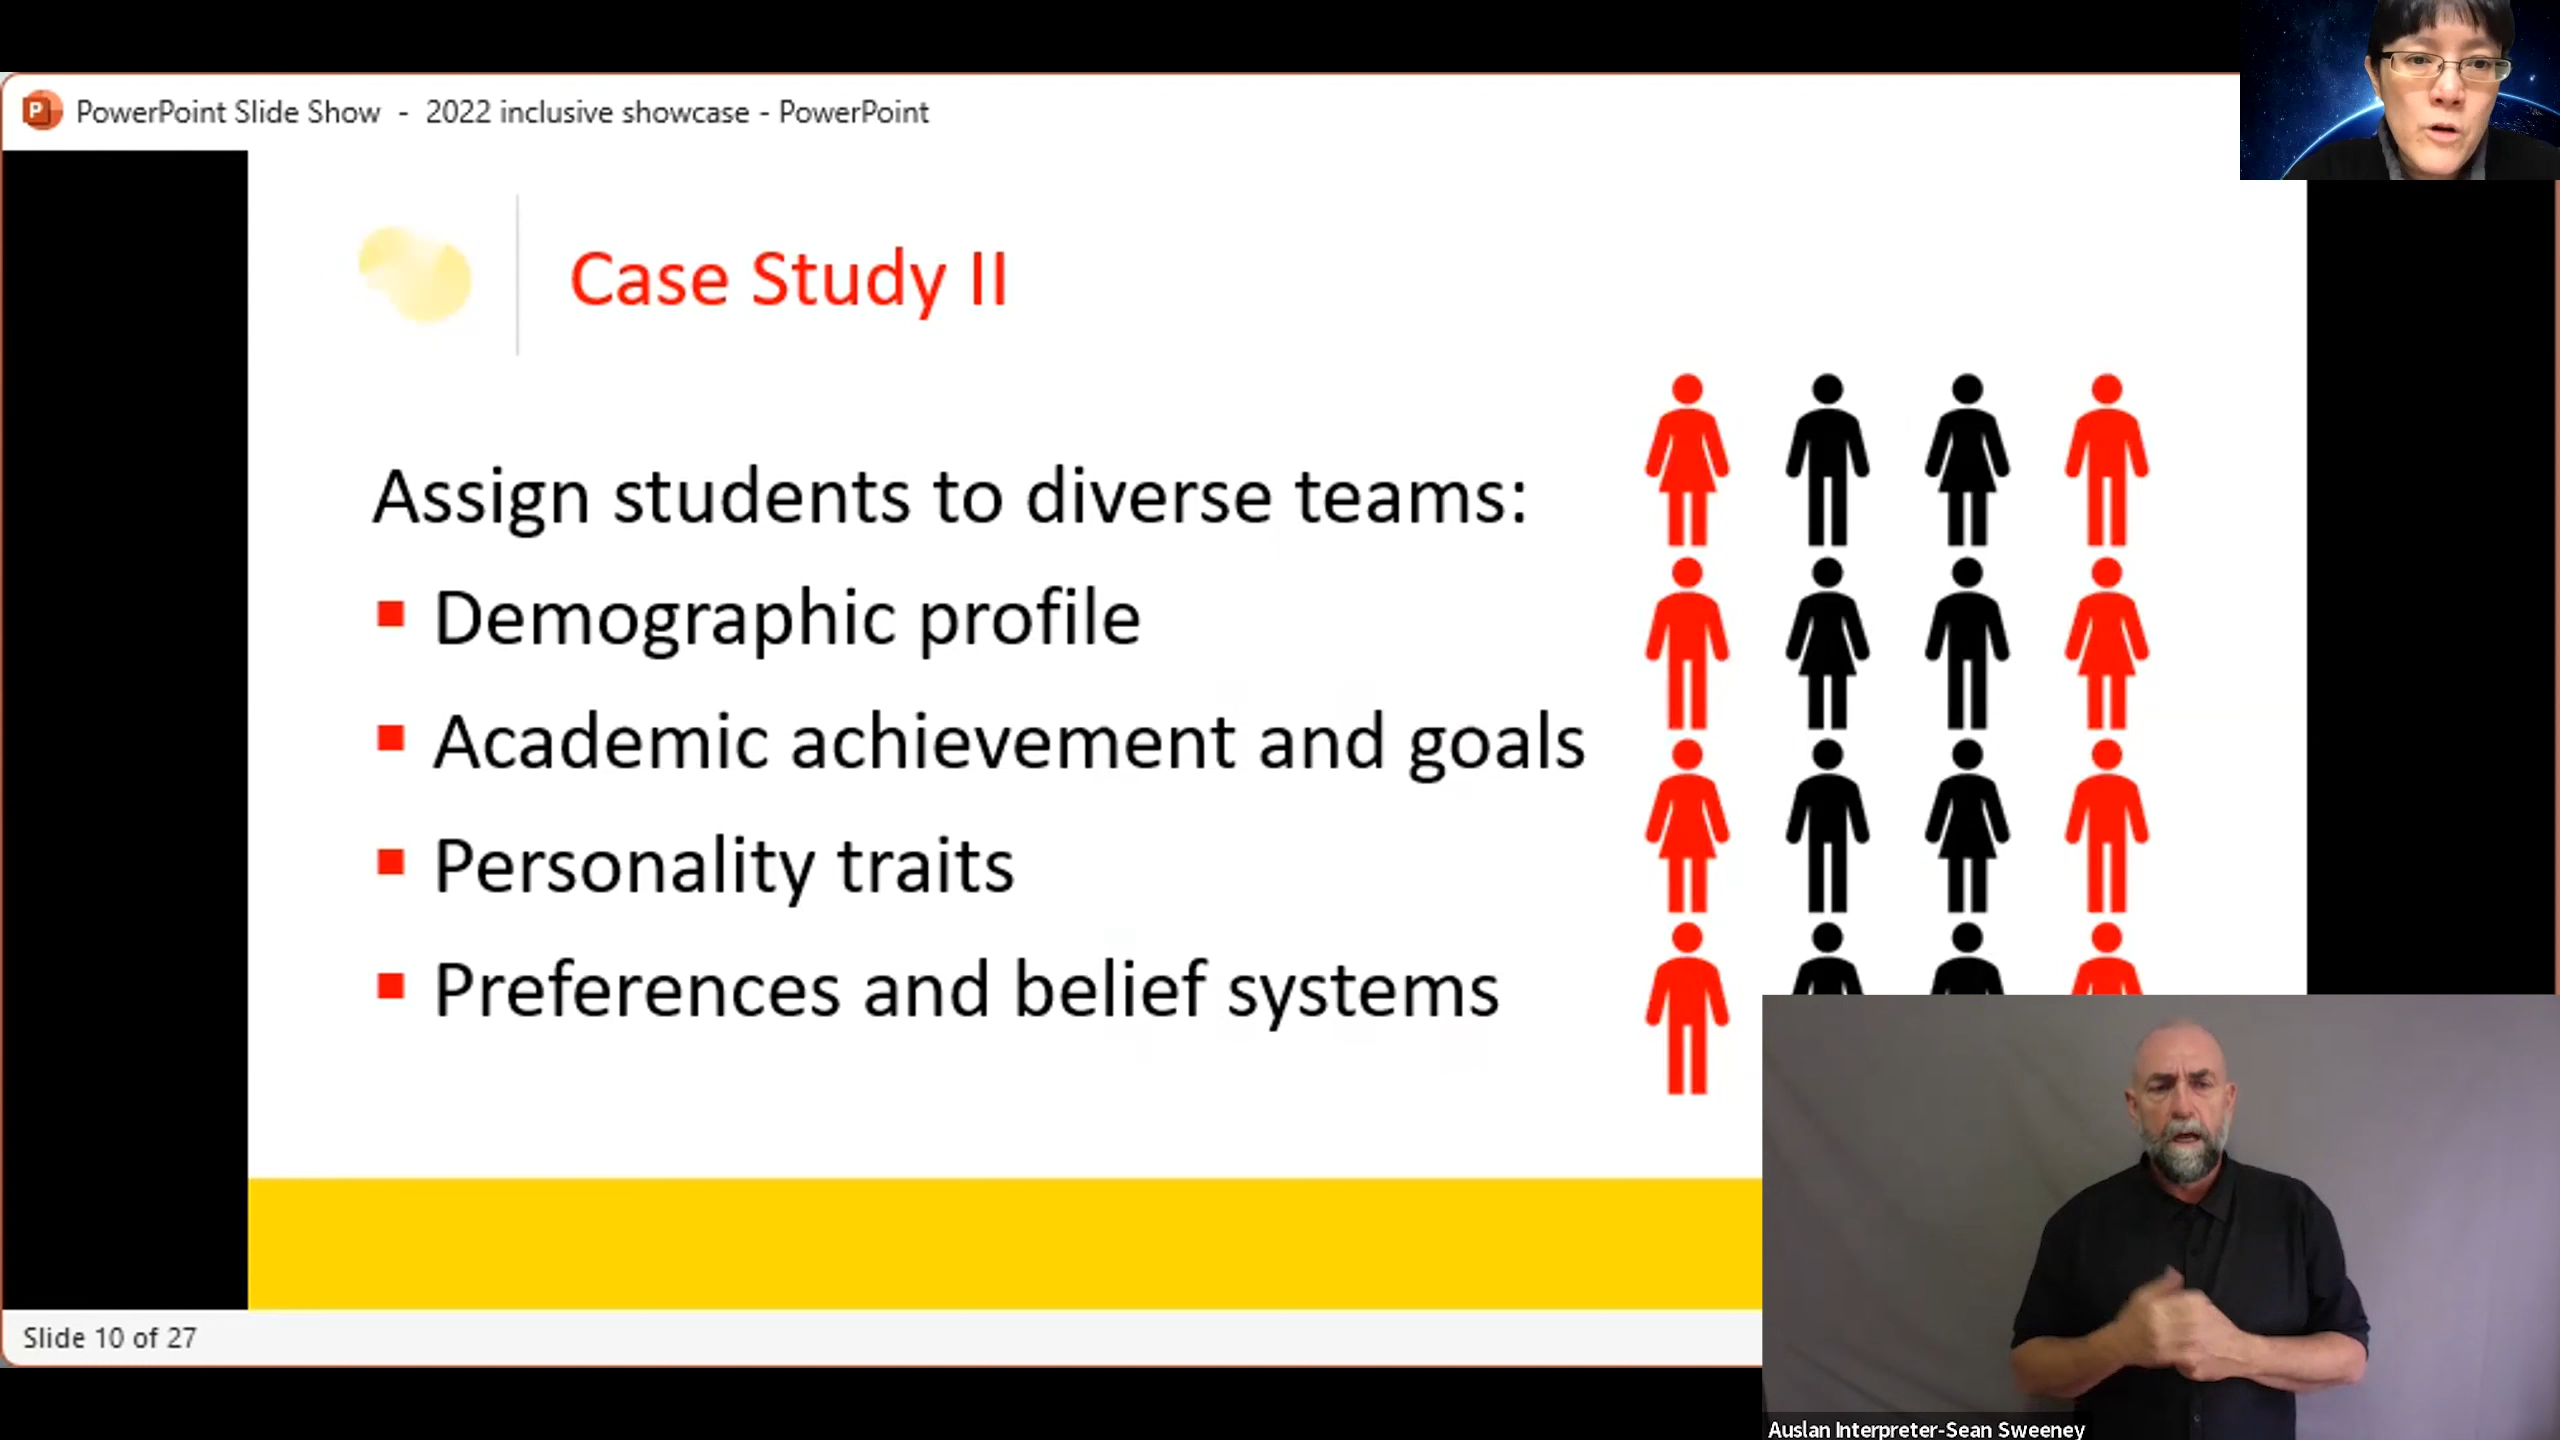 PowerPoint Slide Show - 2022 inclusive showcase - PowerPoint
Case Study II
Assign students to diverse teams:
Demographic profile
Academic achievement and goals
Personality traits
Preferences and belief systems
Slide 10 of 27
Auslan Interpreter-Sean Sweeney